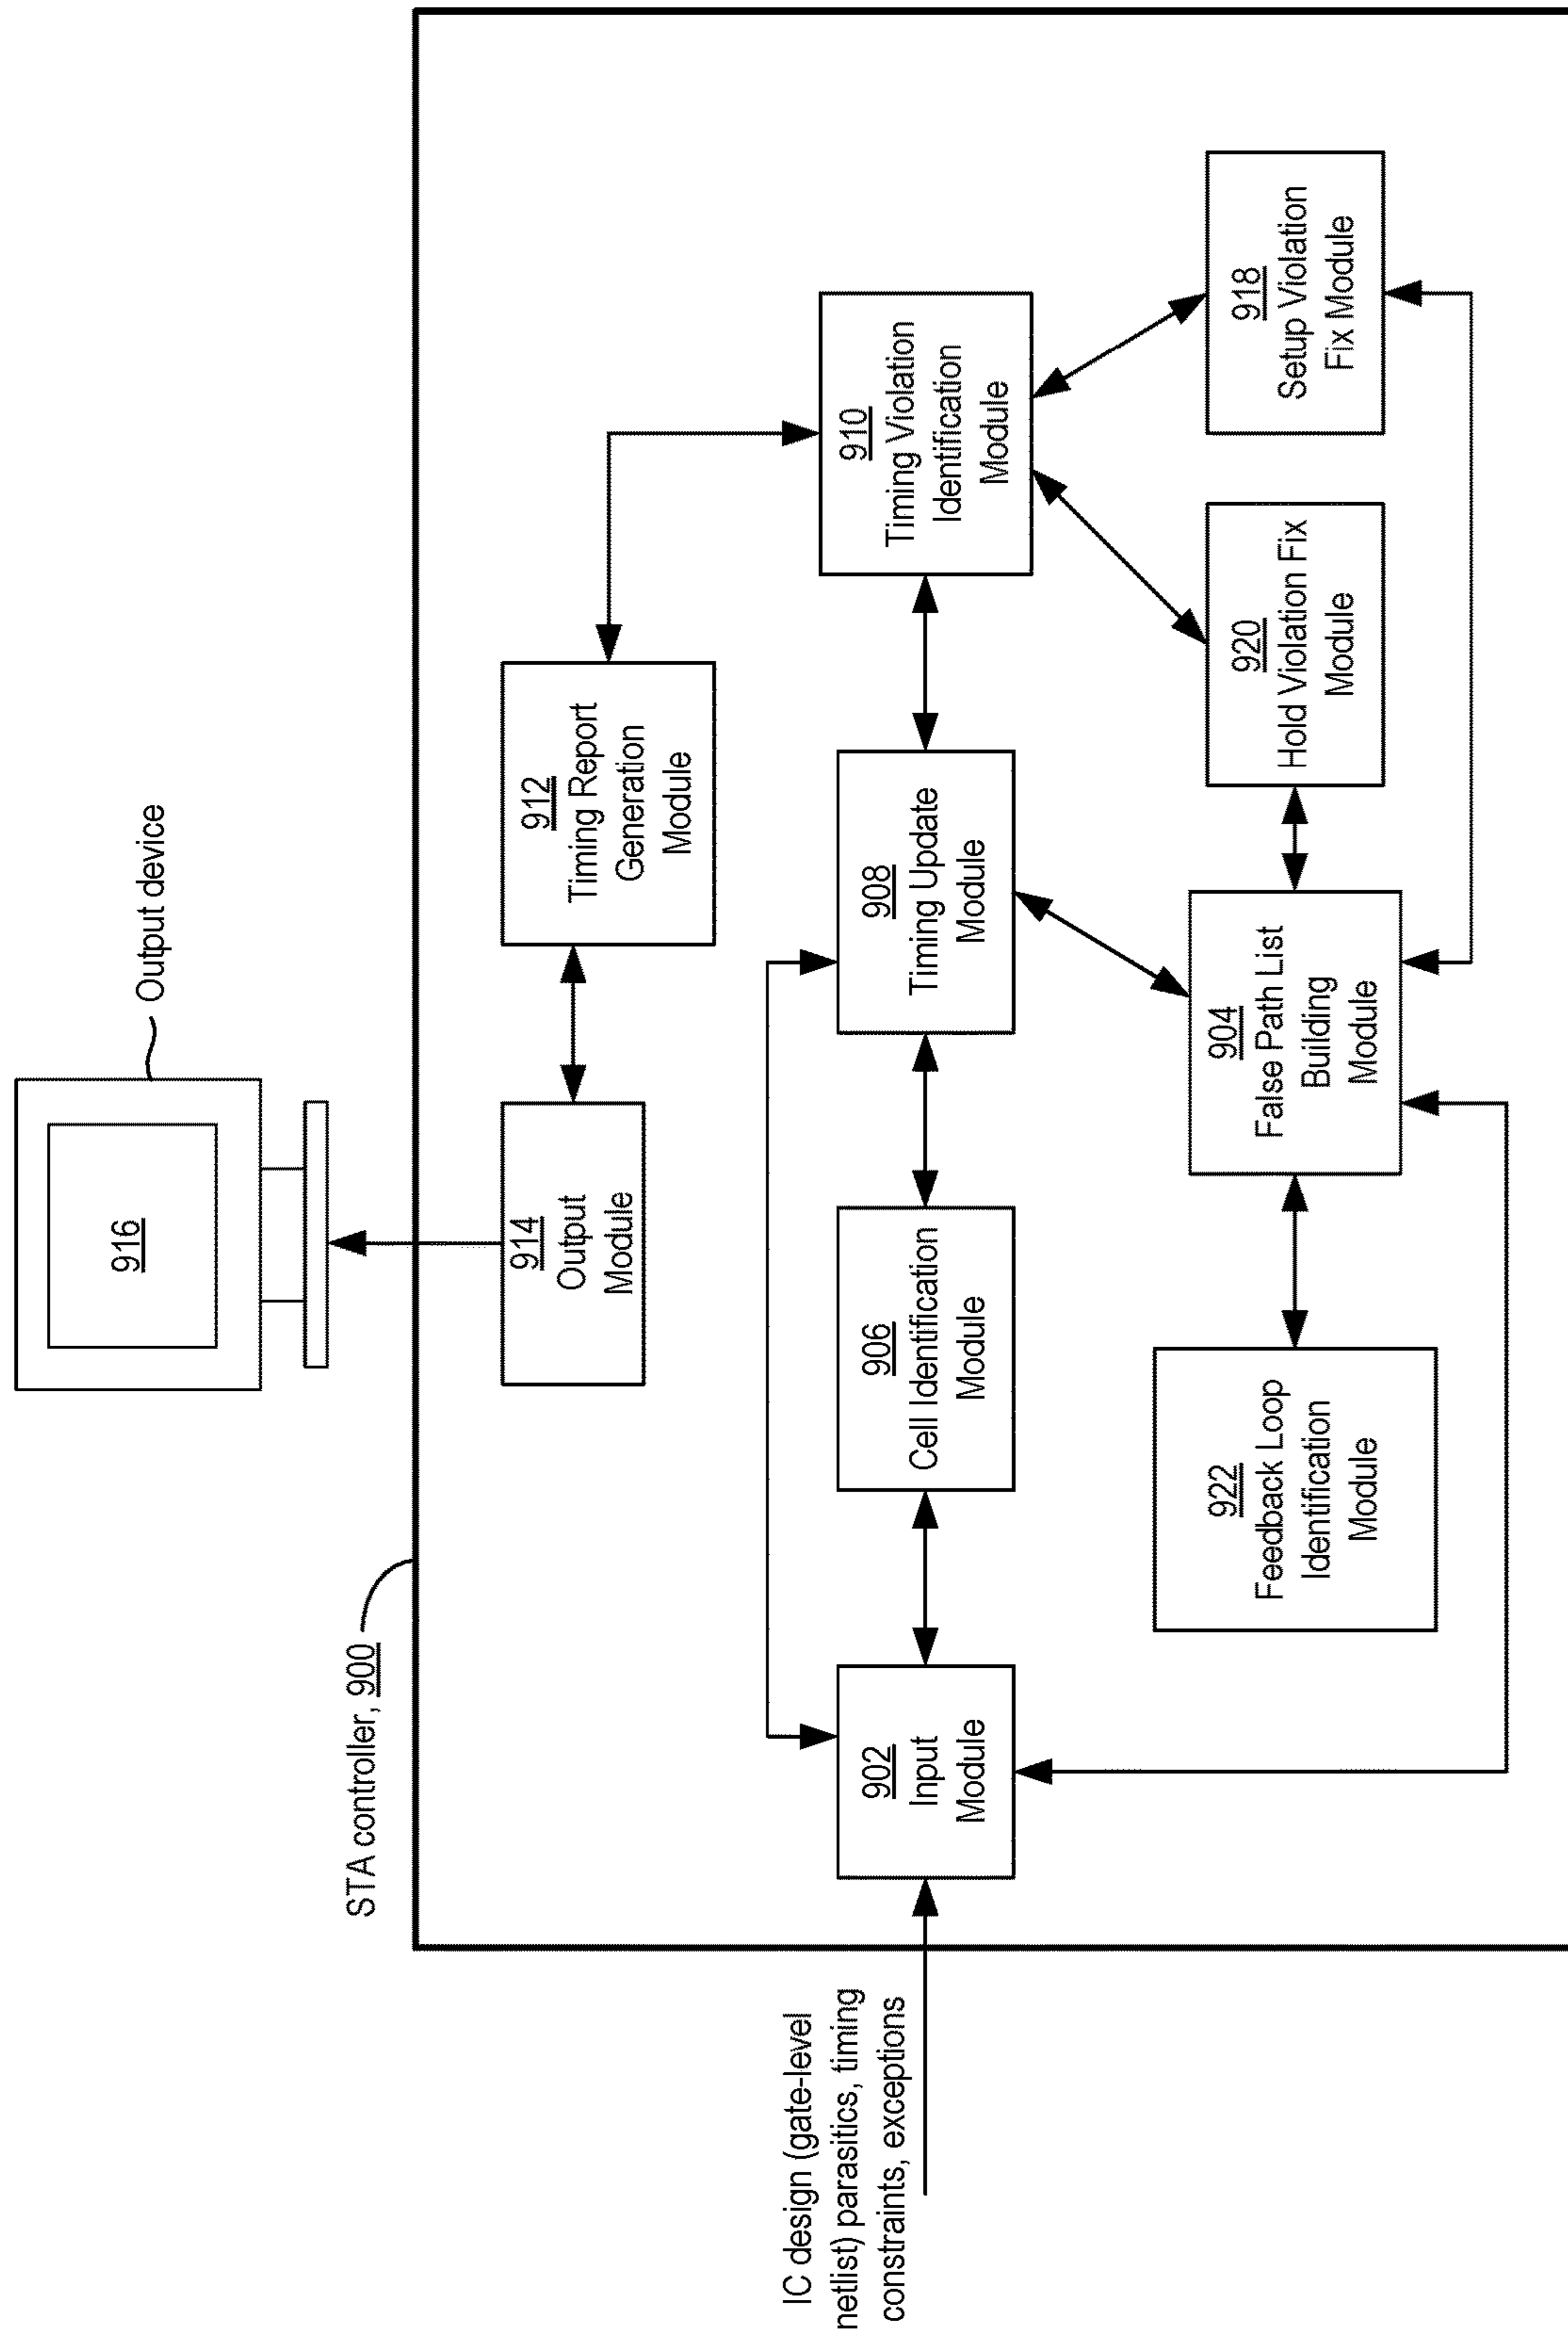 916
Output device
STA controller, 900
914
Output
Module
912
Timing Report
Generation
Module
IC design (gate-level
netlist) parasitics, timing
constraints, exceptions
902
Input
Module
906
Cell Identification
Module
908
Timing Update
Module
910
Timing Violation
Identification
Module
922
Feedback Loop
Identification
Module
904
False Path List
Building
Module
920
Hold Violation Fix
Module
918
Setup Violation
Fix Module